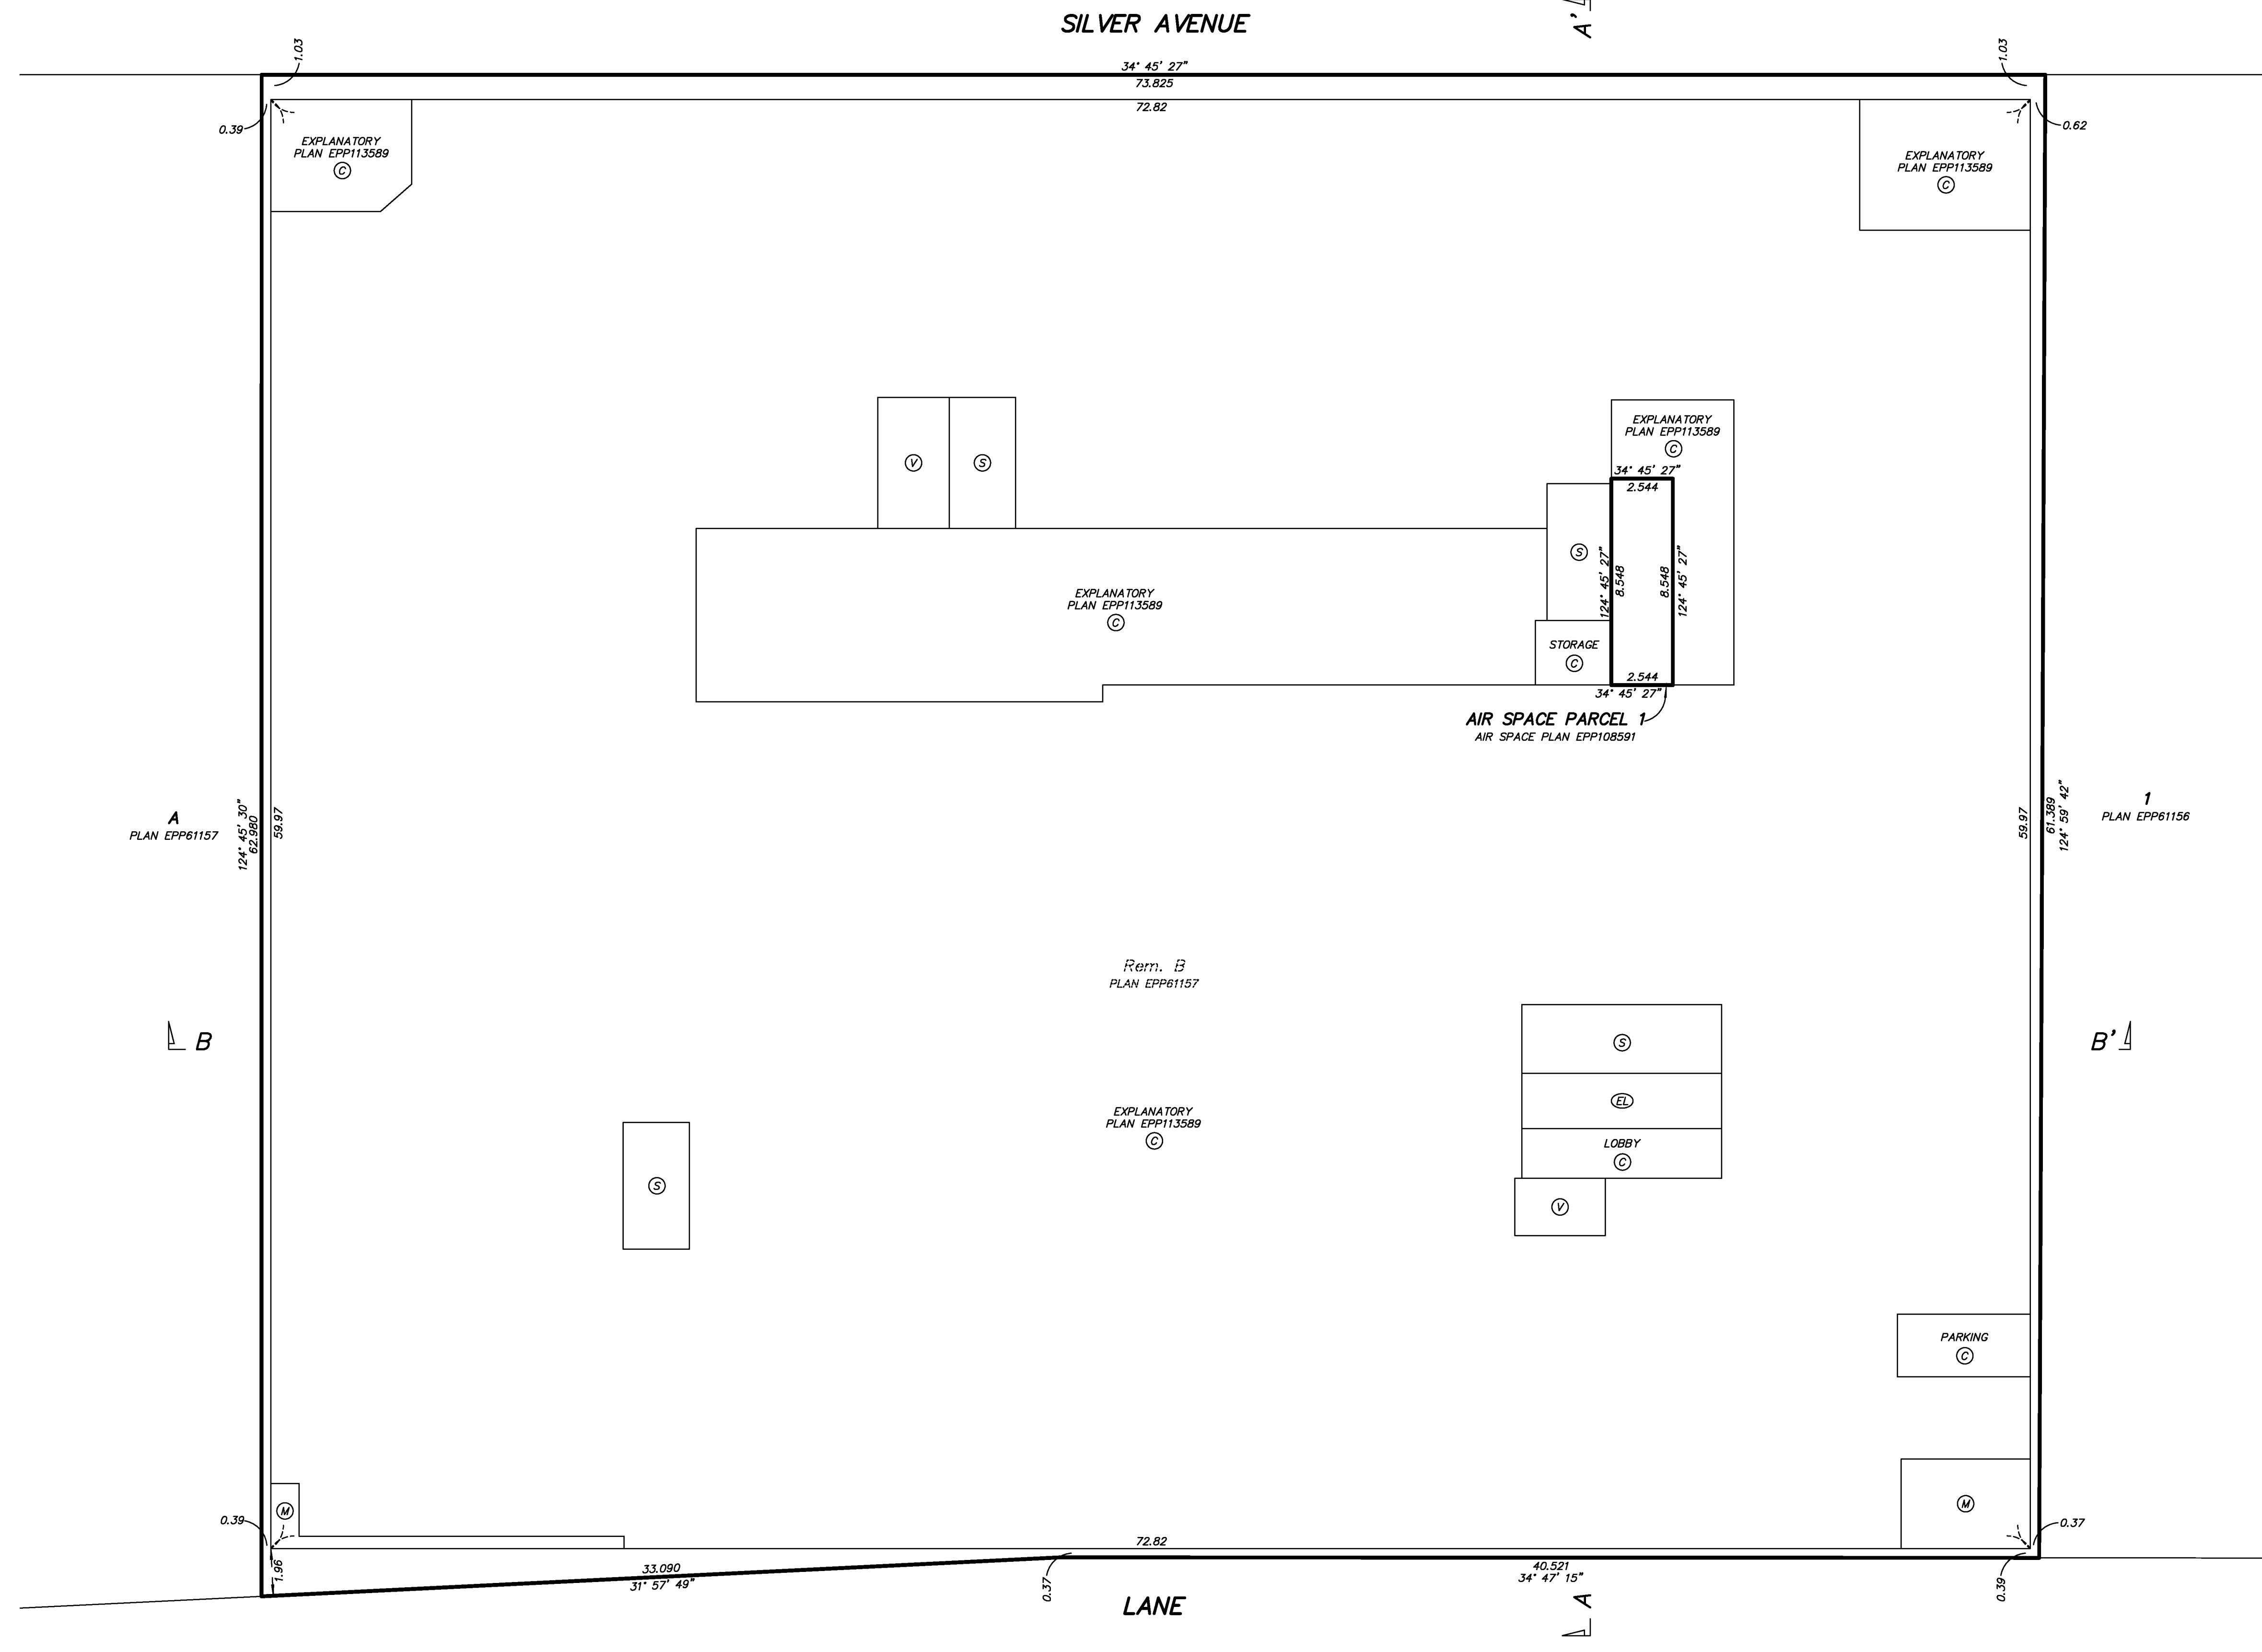 SILVER AVENUE
A'
1.03
34° 45' 27"
73.825
72.82
1.03
0.39
0.62
EXPLANATORY
PLAN EPP113589
C
EXPLANATORY
PLAN EPP113589
C
V
S
EXPLANATORY
PLAN EPP113589
C
34° 45' 27"
2.544
S
124° 45' 27"
8.548
8.548
124° 45' 27"
EXPLANATORY
PLAN EPP113589
C
STORAGE
C
2.544
34° 45' 27"
AIR SPACE PARCEL 1
AIR SPACE PLAN EPP108591
A
PLAN EPP61157
124° 45' 30"
62.980
59.97
59.97
61.389
124° 59' 42"
1
PLAN EPP61156
Rem. B
PLAN EPP61157
B
B'
S
EL
LOBBY
C
V
EXPLANATORY
PLAN EPP113589
C
S
PARKING
C
M
M
0.39
0.37
1.96
72.82
33.090
31° 57' 49"
0.37
40.521
34° 47' 15"
0.39
LANE
A